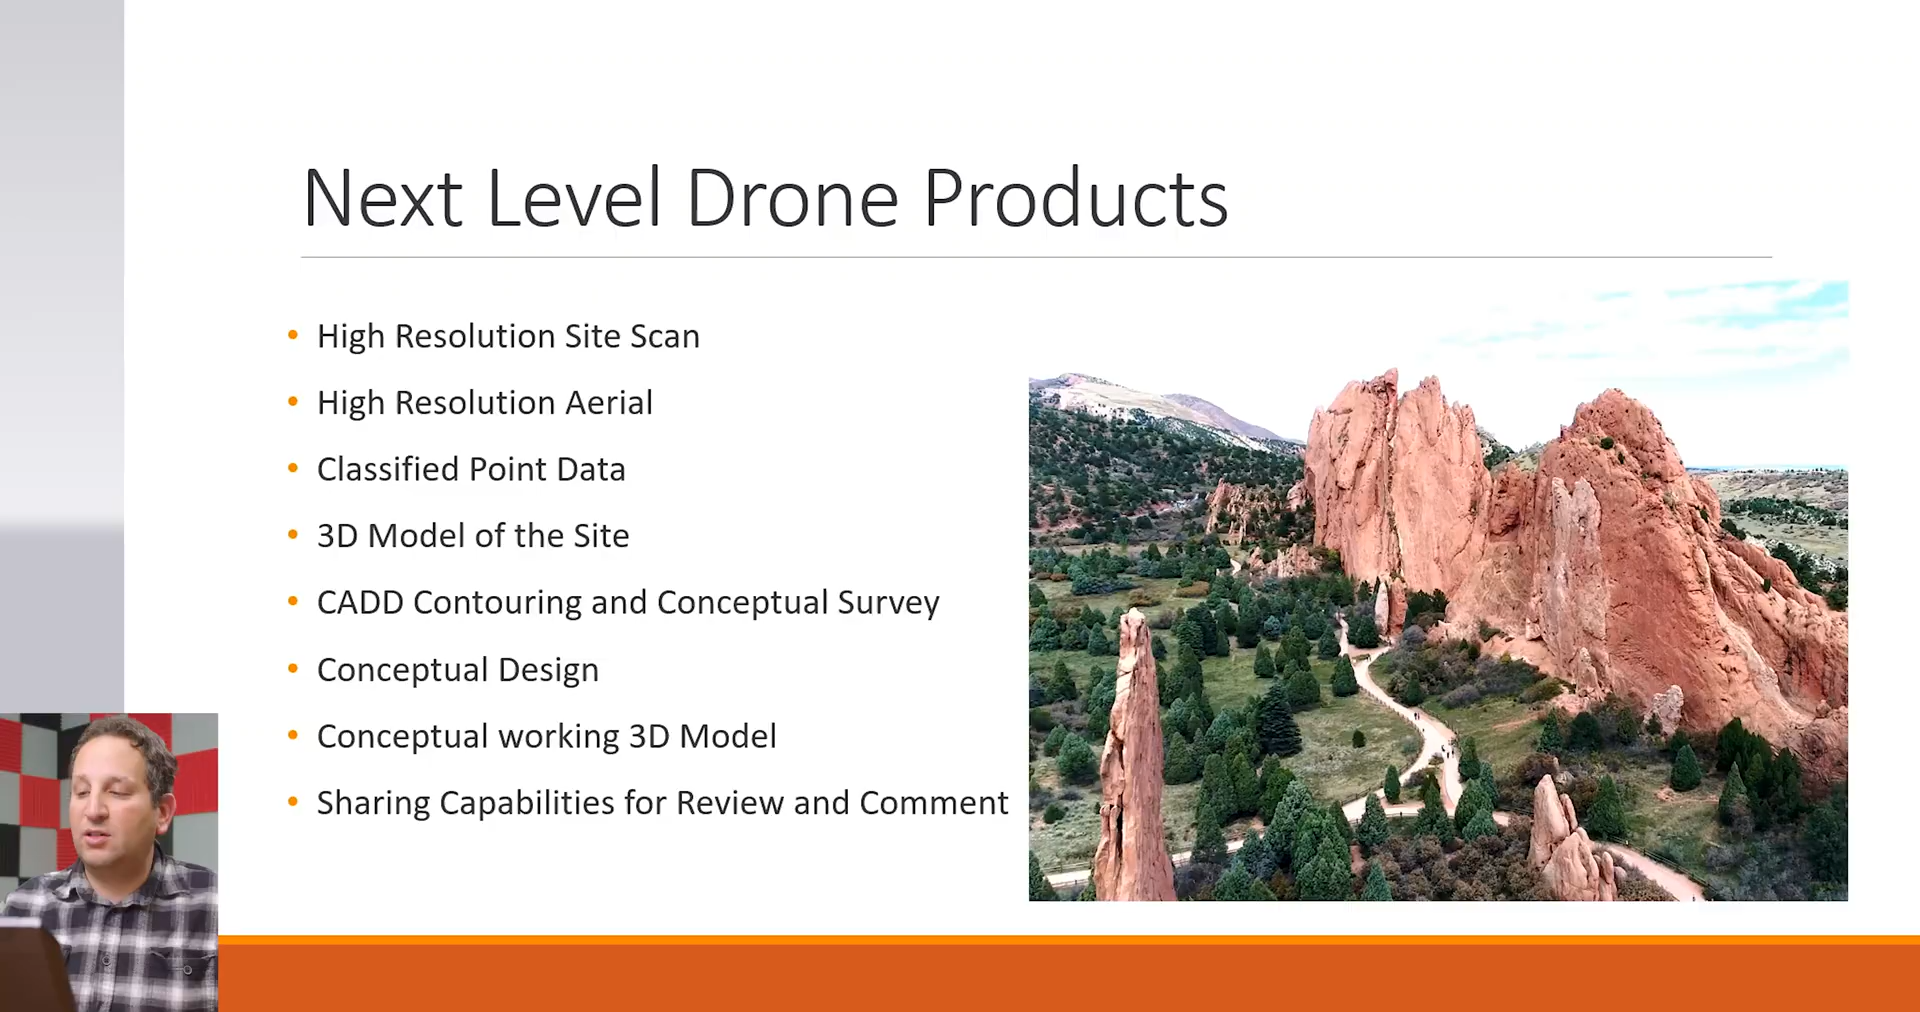 Next Level Drone Products
• High Resolution Site Scan
• High Resolution Aerial
• Classified Point Data
• 3D Model of the Site
• CADD Contouring and Conceptual Survey
• Conceptual Design
• Conceptual working 3D Model
• Sharing Capabilities for Review and Comment